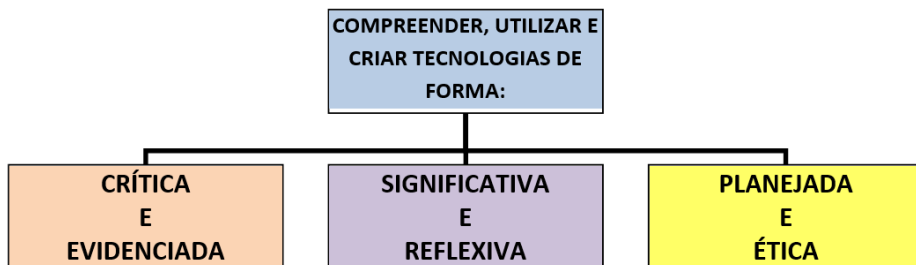 COMPREENDER, UTILIZAR E
CRIAR TECNOLOGIAS DE
FORMA:
CRÍTICA
E
EVIDENCIADA
SIGNIFICATIVA
E
REFLEXIVA
PLANEJADA
E
ÉTICA